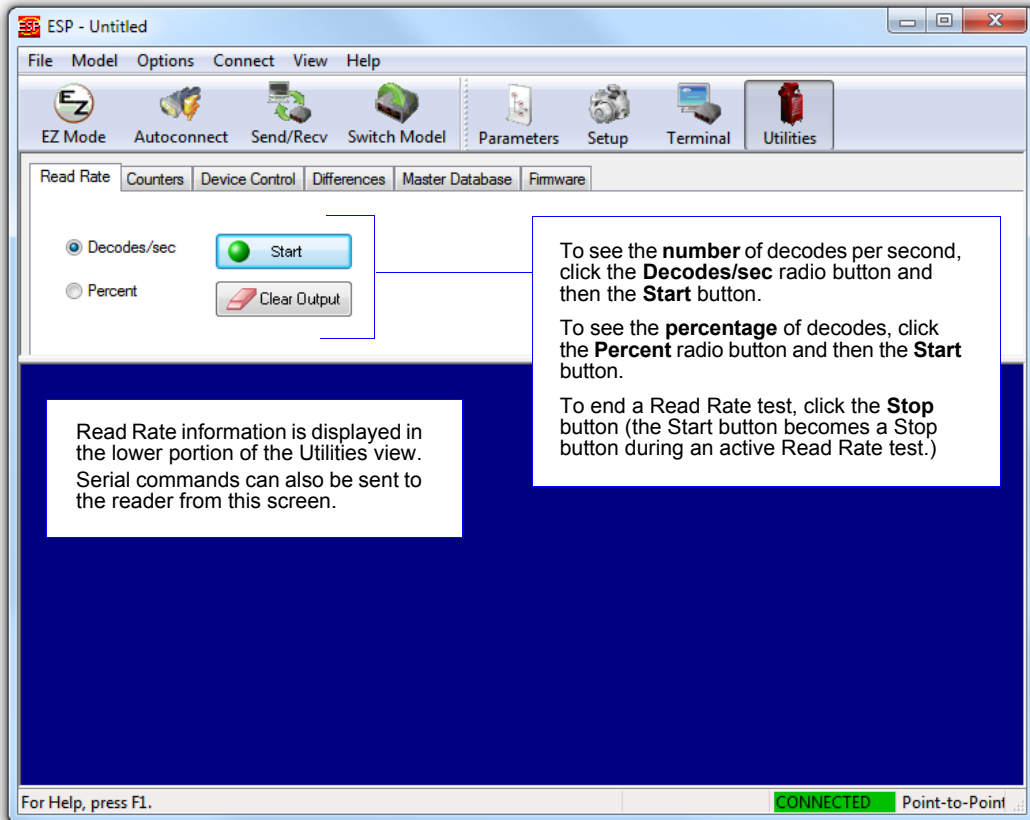 ESP
ESP - Untitled
File Model Options Connect View Help
EZ
EZ Mode Autoconnect Send/Recv Switch Model Parameters Setup Terminal Utilities
Read Rate Counters Device Control Differences Master Database Firmware
Decodes/sec
Start
Percent
Clear Output
To see the number of decodes per second,
click the Decodes/sec radio button and
then the Start button.
To see the percentage of decodes, click
the Percent radio button and then the Start
button.
To end a Read Rate test, click the Stop
button (the Start button becomes a Stop
button during an active Read Rate test.)
Read Rate information is displayed in
the lower portion of the Utilities view.
Serial commands can also be sent to
the reader from this screen.
For Help, press F1.
CONNECTED
Point-to-Point